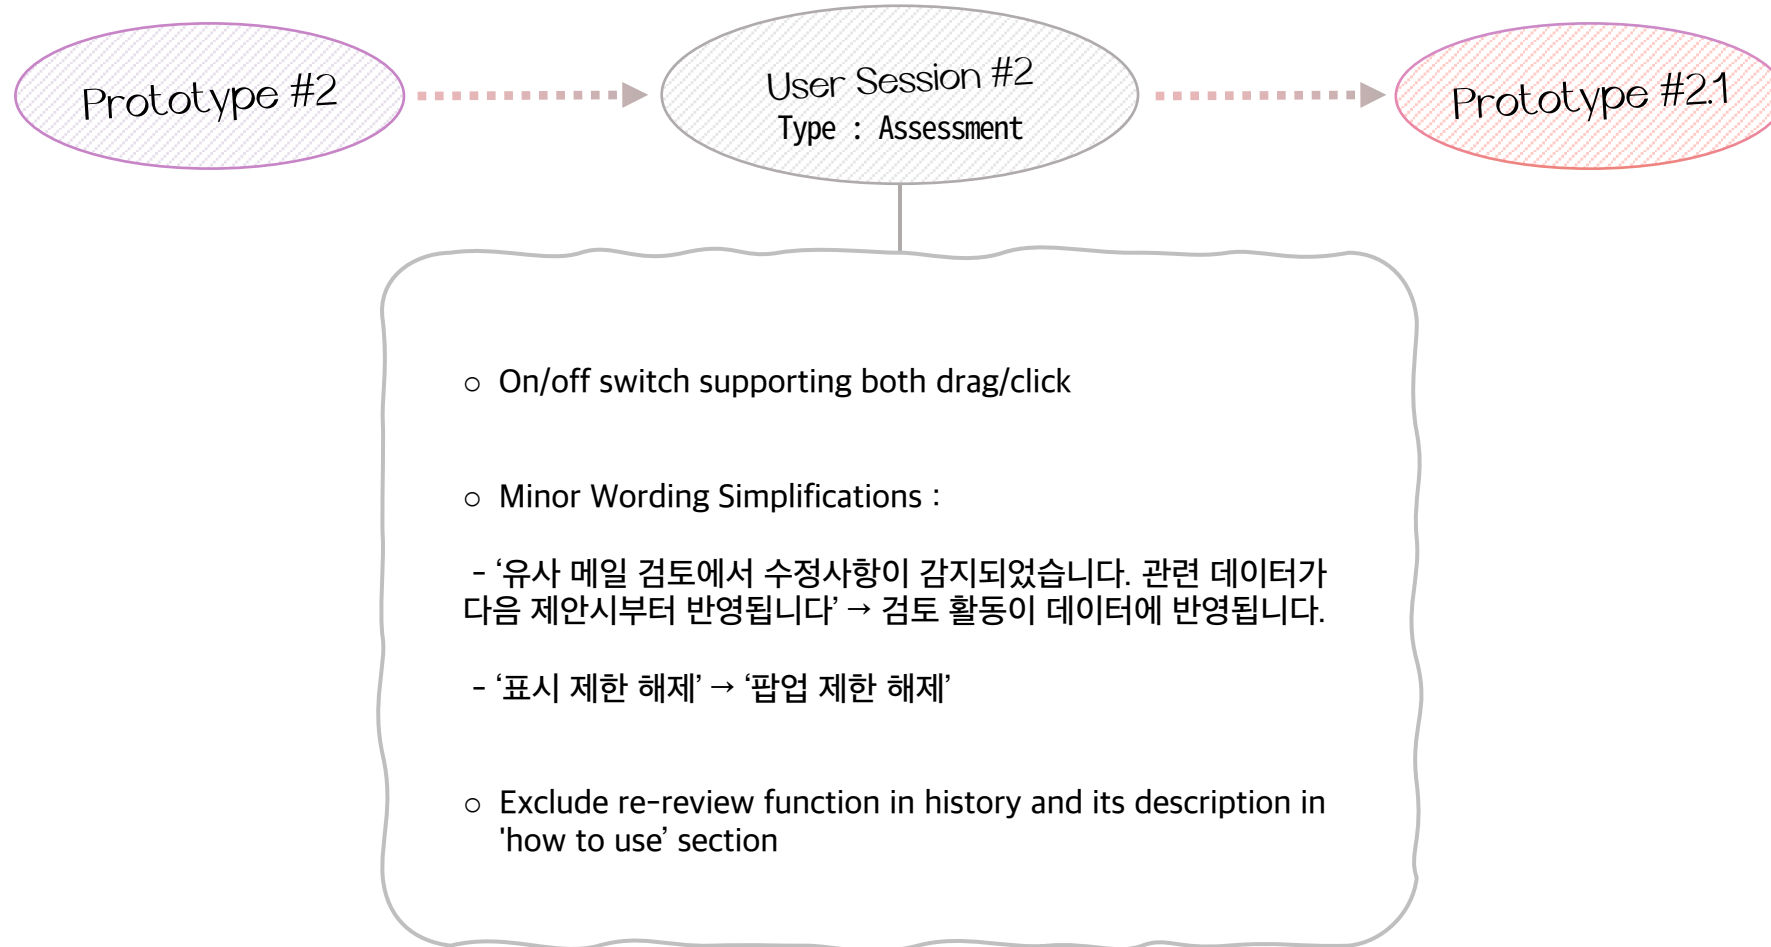 Prototype #2
User Session #2
Type : Assessment
Prototype #2.1
○ On/off switch supporting both drag/click
○ Minor Wording Simplifications :
- ‘유사 메일 검토에서 수정사항이 감지되었습니다. 관련 데이터가
다음 제안시부터 반영됩니다’ → 검토 활동이 데이터에 반영됩니다.
- ‘표시 제한 해제’ → ‘팝업 제한 해제’
○ Exclude re-review function in history and its description in
'how to use’ section